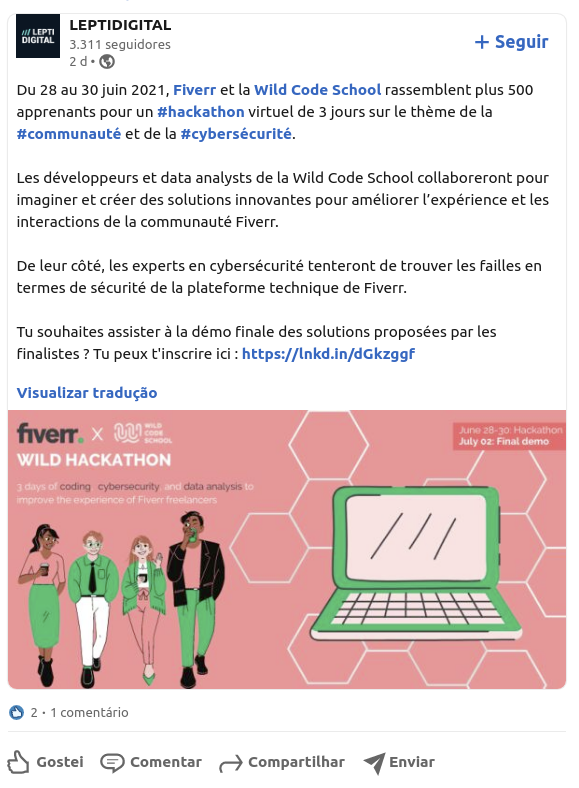 LEPTI
DIGITAL
LEPTIDIGITAL
3.311 seguidores
2 d •
+ Seguir
Du 28 au 30 juin 2021, Fiverr et la Wild Code School rassemblent plus 500
apprenants pour un #hackathon virtuel de 3 jours sur le thème de la
#communauté et de la #cybersécurité.
Les développeurs et data analysts de la Wild Code School collaboreront pour
imaginer et créer des solutions innovantes pour améliorer l’expérience et les
interactions de la communauté Fiverr.
De leur côté, les experts en cybersécurité tenteront de trouver les failles en
termes de sécurité de la plateforme technique de Fiverr.
Tu souhaites assister à la démo finale des solutions proposées par les
finalistes ? Tu peux t'inscrire ici : https://lnkd.in/dGkzggf
Visualizar tradução
fiverr. X WILD
CODE
SCHOOL
June 28-30: Hackathon
July 02: Final demo
WILD HACKATHON
3 days of coding, cybersecurity, and data analysis to
improve the experience of Fiverr freelancers
2 • 1 comentário
Gostei
Comentar
Compartilhar
Enviar